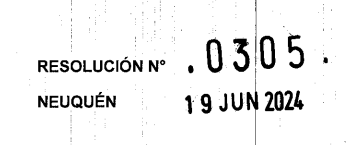 RESOLUCIÓN N° .0305.
NEUQUÉN 19 JUN 2024